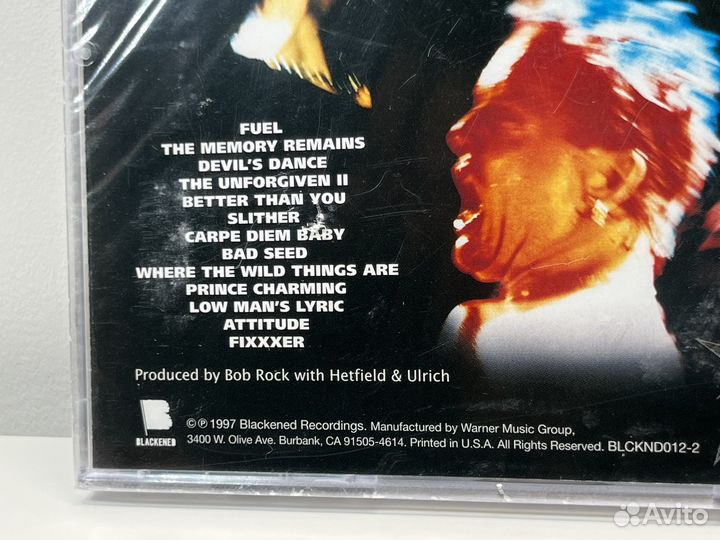 FUEL
THE MEMORY REMAINS
DEVIL'S DANCE
THE UNFORGIVEN II
BETTER THAN YOU
SLITHER
CARPE DIEM BABY
BAD SEED
WHERE THE WILD THINGS ARE
PRINCE CHARMING
LOW MAN'S LYRIC
ATTITUDE
FIXXXER
Produced by Bob Rock with Hetfield & Ulrich
B
BLACKENED
©℗ 1997 Blackened Recordings. Manufactured by Warner Music Group,
3400 W. Olive Ave. Burbank, CA 91505-4614. Printed in U.S.A. All Rights Reserved. BLCKND012-2
Avito